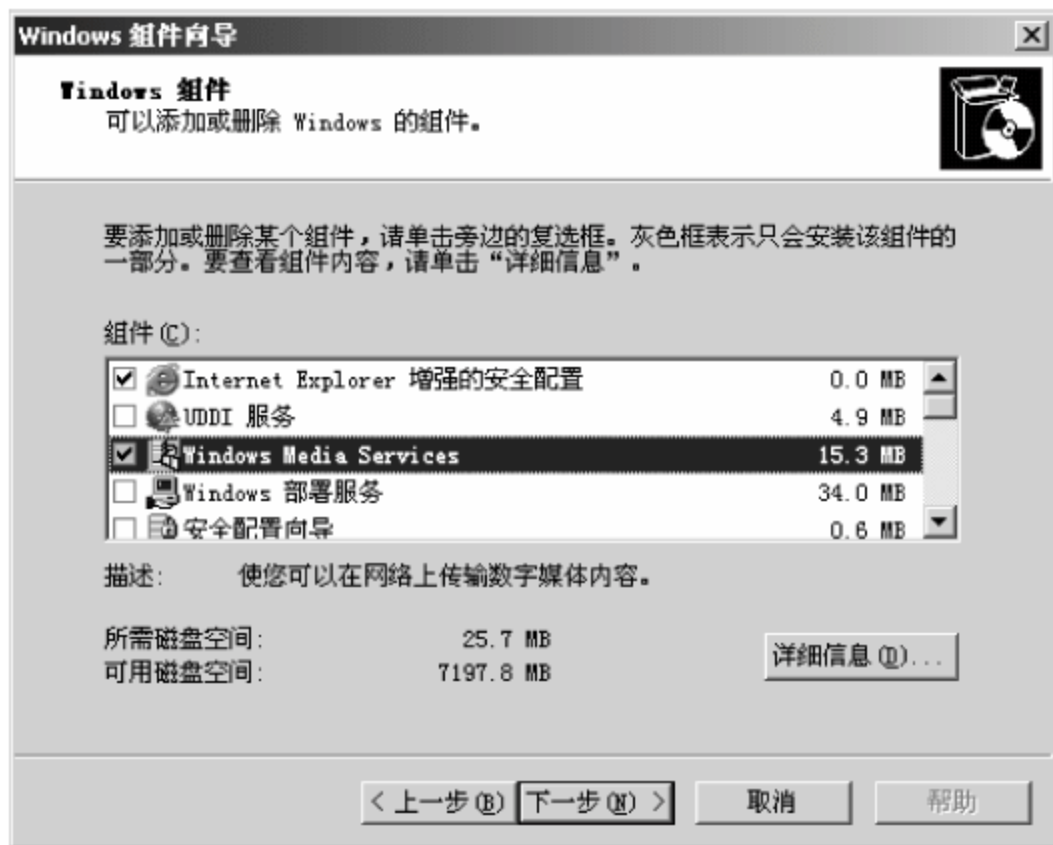 Windows 组件向导
Windows 组件
可以添加或删除 Windows 的组件。
要添加或删除某个组件，请单击旁边的复选框。灰色框表示只会安装该组件的
一部分。要查看组件内容，请单击“详细信息”。
组件(C):
Internet Explorer 增强的安全配置 0.0 MB
UDDI 服务 4.9 MB
Windows Media Services 15.3 MB
Windows 部署服务 34.0 MB
安全配置向导 0.6 MB
描述: 使您可以在网络上传输数字媒体内容。
所需磁盘空间: 25.7 MB
可用磁盘空间: 7197.8 MB
详细信息(D)...
< 上一步(B) 下一步(N) > 取消 帮助